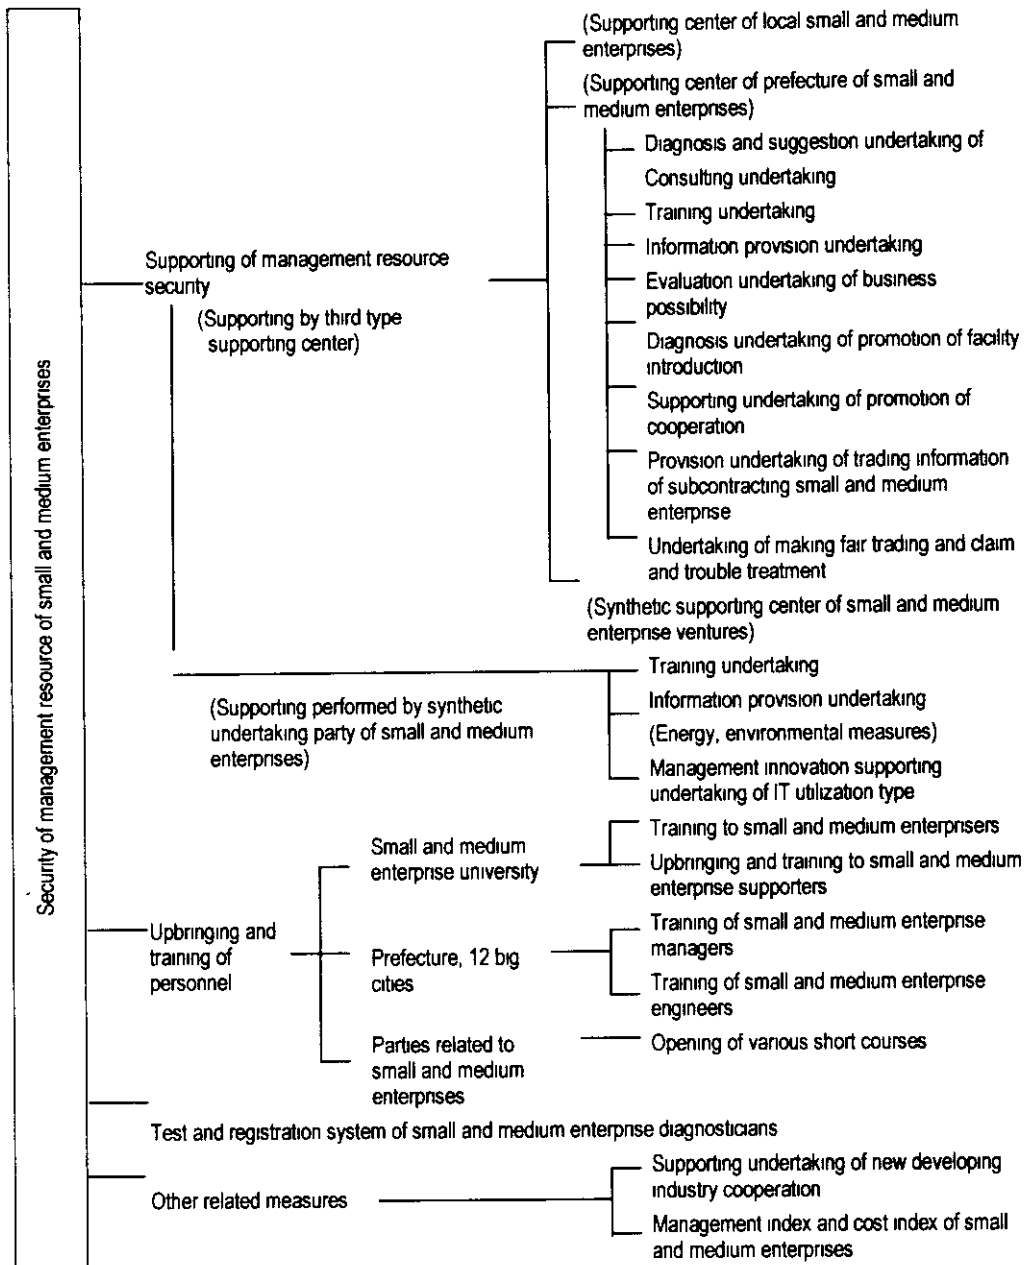 Security of management resource of small and medium enterprises
(Supporting center of local small and medium
enterprises)
(Supporting center of prefecture of small and
medium enterprises)
Diagnosis and suggestion undertaking of
Consulting undertaking
Training undertaking
Information provision undertaking
Evaluation undertaking of business
possibility
Diagnosis undertaking of promotion of facility
introduction
Supporting undertaking of promotion of
cooperation
Provision undertaking of trading information
of subcontracting small and medium
enterprise
Undertaking of making fair trading and claim
and trouble treatment
(Synthetic supporting center of small and medium
enterprise ventures)
Supporting of management resource
security
(Supporting by third type
supporting center)
Training undertaking
Information provision undertaking
(Energy, environmental measures)
Management innovation supporting
undertaking of IT utilization type
(Supporting performed by synthetic
undertaking party of small and medium
enterprises)
Upbringing and
training of
personnel
Small and medium
enterprise university
Training to small and medium enterprisers
Upbringing and training to small and medium
enterprise supporters
Prefecture, 12 big
cities
Training of small and medium enterprise
managers
Training of small and medium enterprise
engineers
Parties related to
small and medium
enterprises
Opening of various short courses
Test and registration system of small and medium enterprise diagnosticians
Other related measures
Supporting undertaking of new developing
industry cooperation
Management index and cost index of small
and medium enterprises